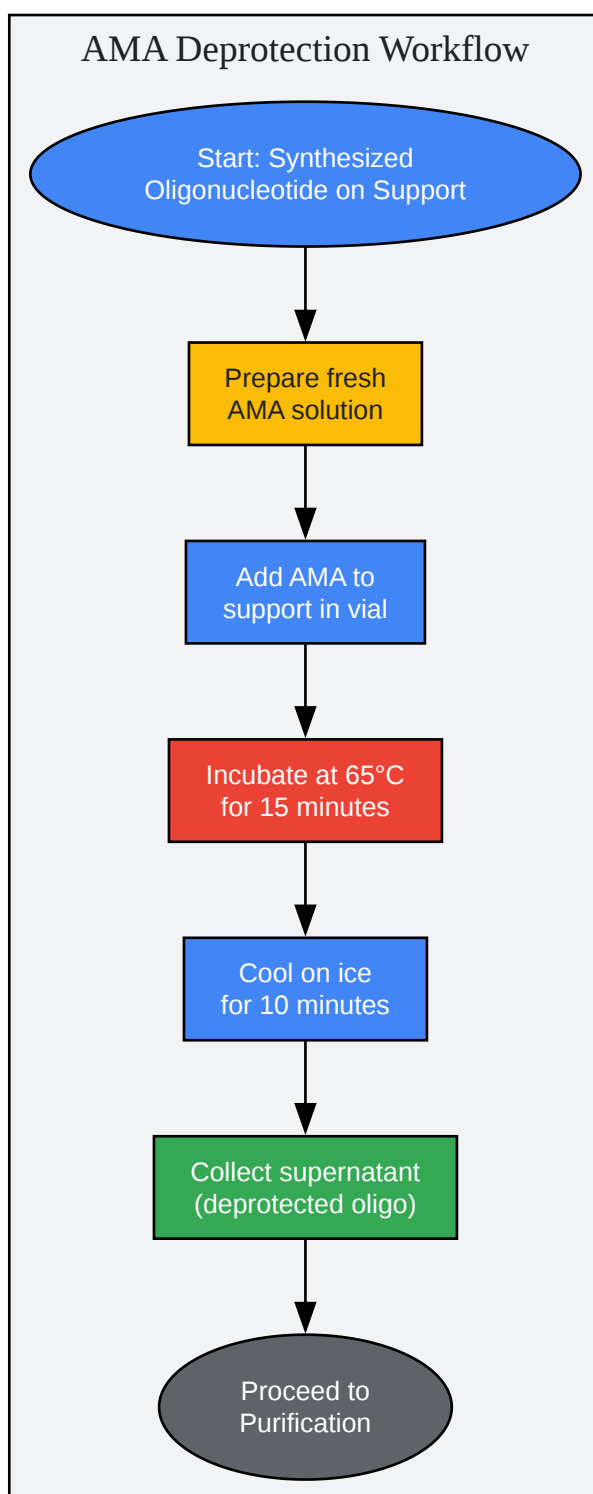 AMA Deprotection Workflow
Start: Synthesized
Oligonucleotide on Support
Prepare fresh
AMA solution
Add AMA to
support in vial
Incubate at 65°C
for 15 minutes
Cool on ice
for 10 minutes
Collect supernatant
(deprotected oligo)
Proceed to
Purification